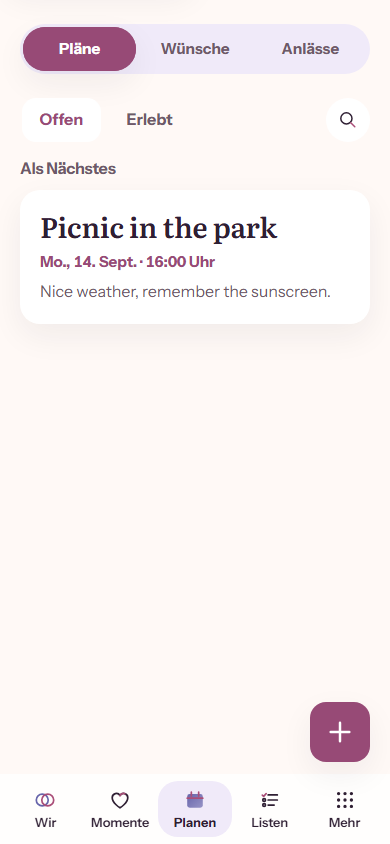 Pläne
Wünsche
Anlässe
Offen
Erlebt
Als Nächstes
Picnic in the park
Mo., 14. Sept. · 16:00 Uhr
Nice weather, remember the sunscreen.
Wir
Momente
Planen
Listen
Mehr